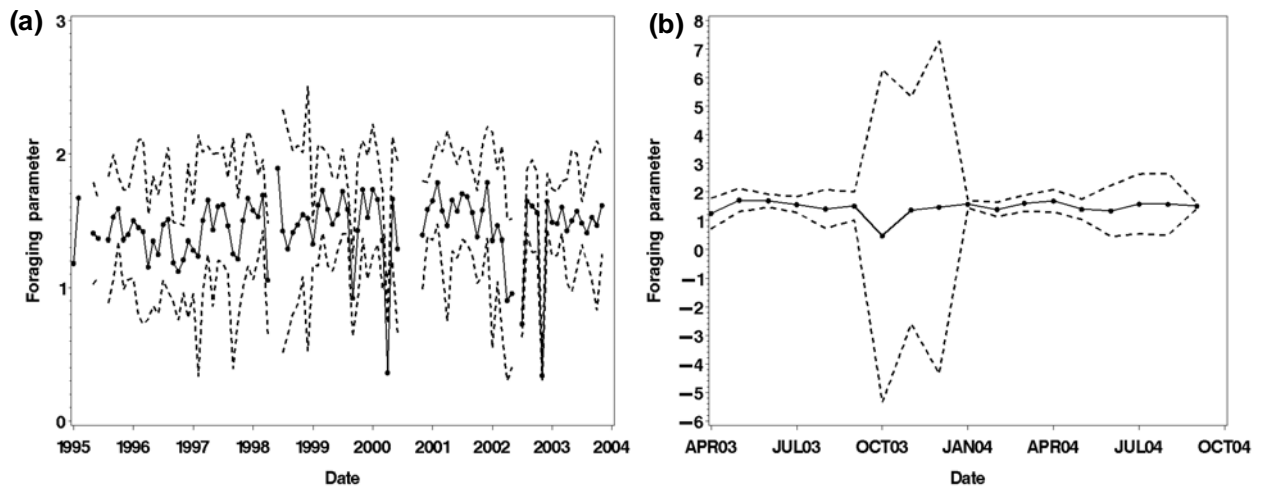 (a)
3
2
1
0
Foraging parameter
1995 1996 1997 1998 1999 2000 2001 2002 2003 2004
Date
(b)
8
7
6
5
4
3
2
1
0
−1
−2
−3
−4
−5
−6
Foraging parameter
APR03 JUL03 OCT03 JAN04 APR04 JUL04 OCT04
Date